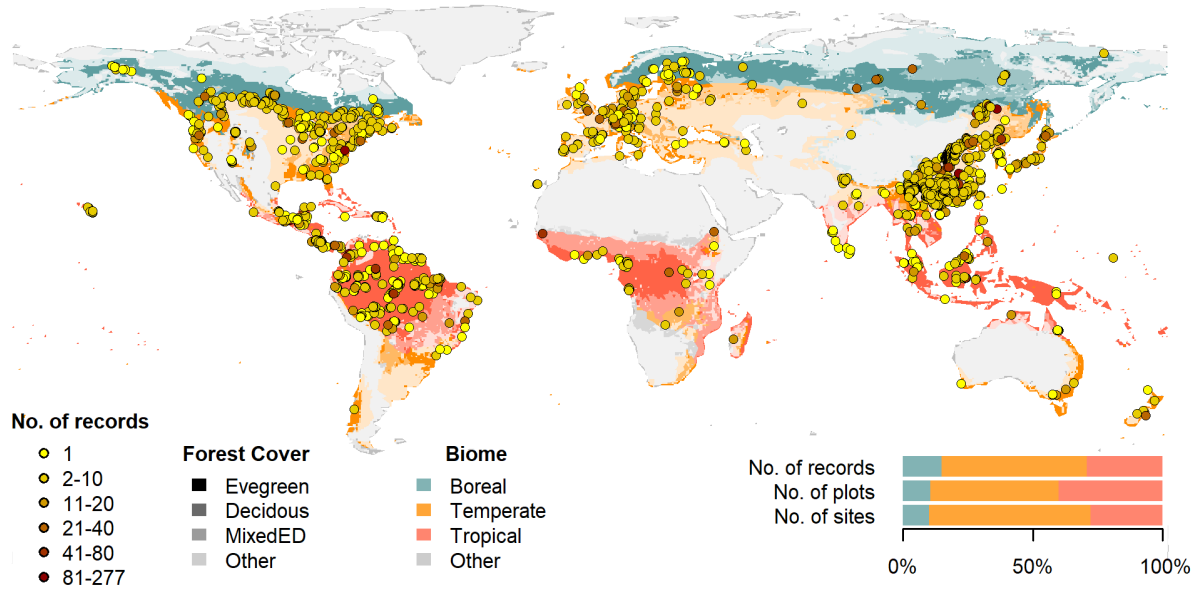 No. of records
1
2-10
11-20
21-40
41-80
81-277
Forest Cover
Evegreen
Decidous
MixedED
Other
Biome
Boreal
Temperate
Tropical
Other
No. of records
No. of plots
No. of sites
0% 50% 100%